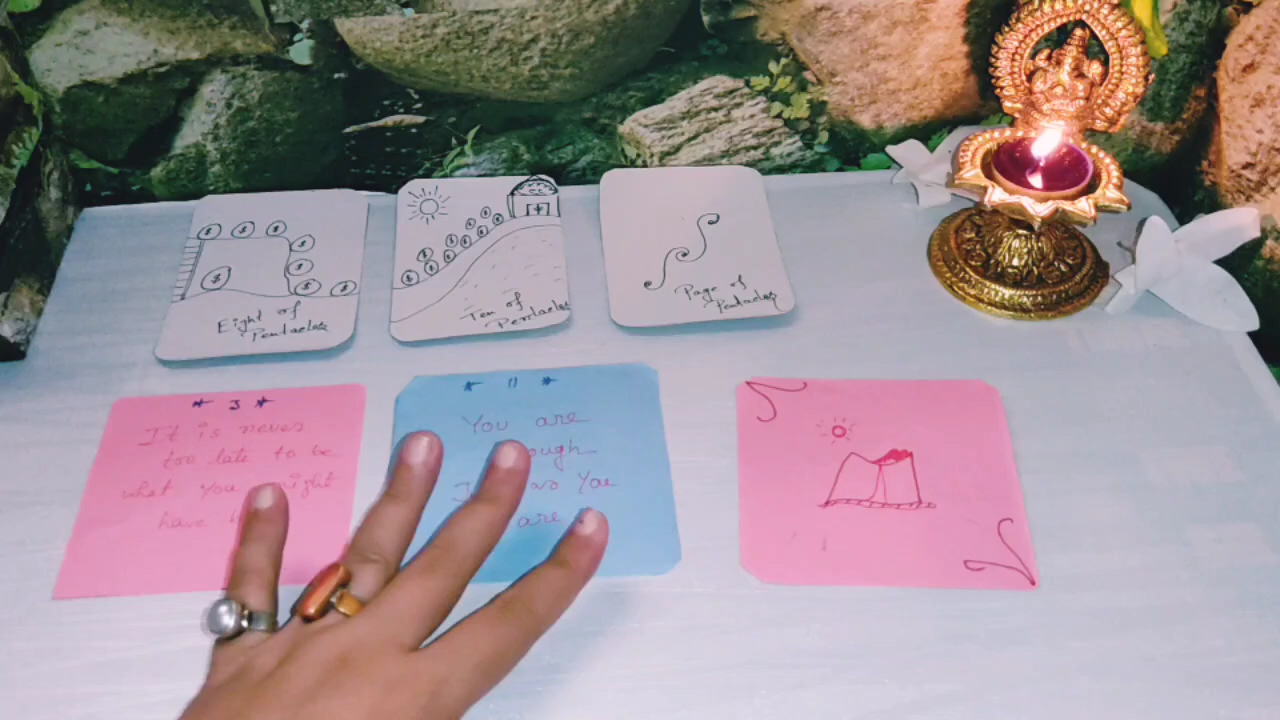 Eight of
Pentacles
Ten of
Pentacles
Page of
Pentacles
3
It is never
too late to be
what you might
have
11
You are
as You
are